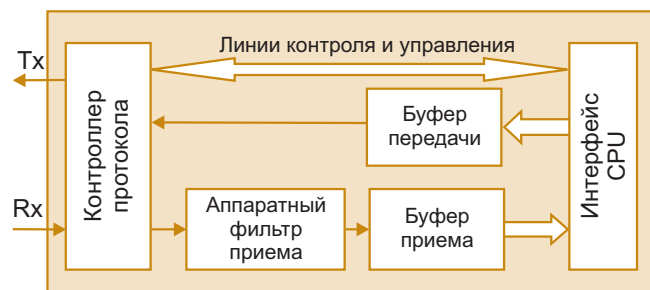 Линии контроля и управления
Tx
Контроллер
протокола
Буфер
передачи
Интерфейс
CPU
Rx
Аппаратный
фильтр
приема
Буфер
приема